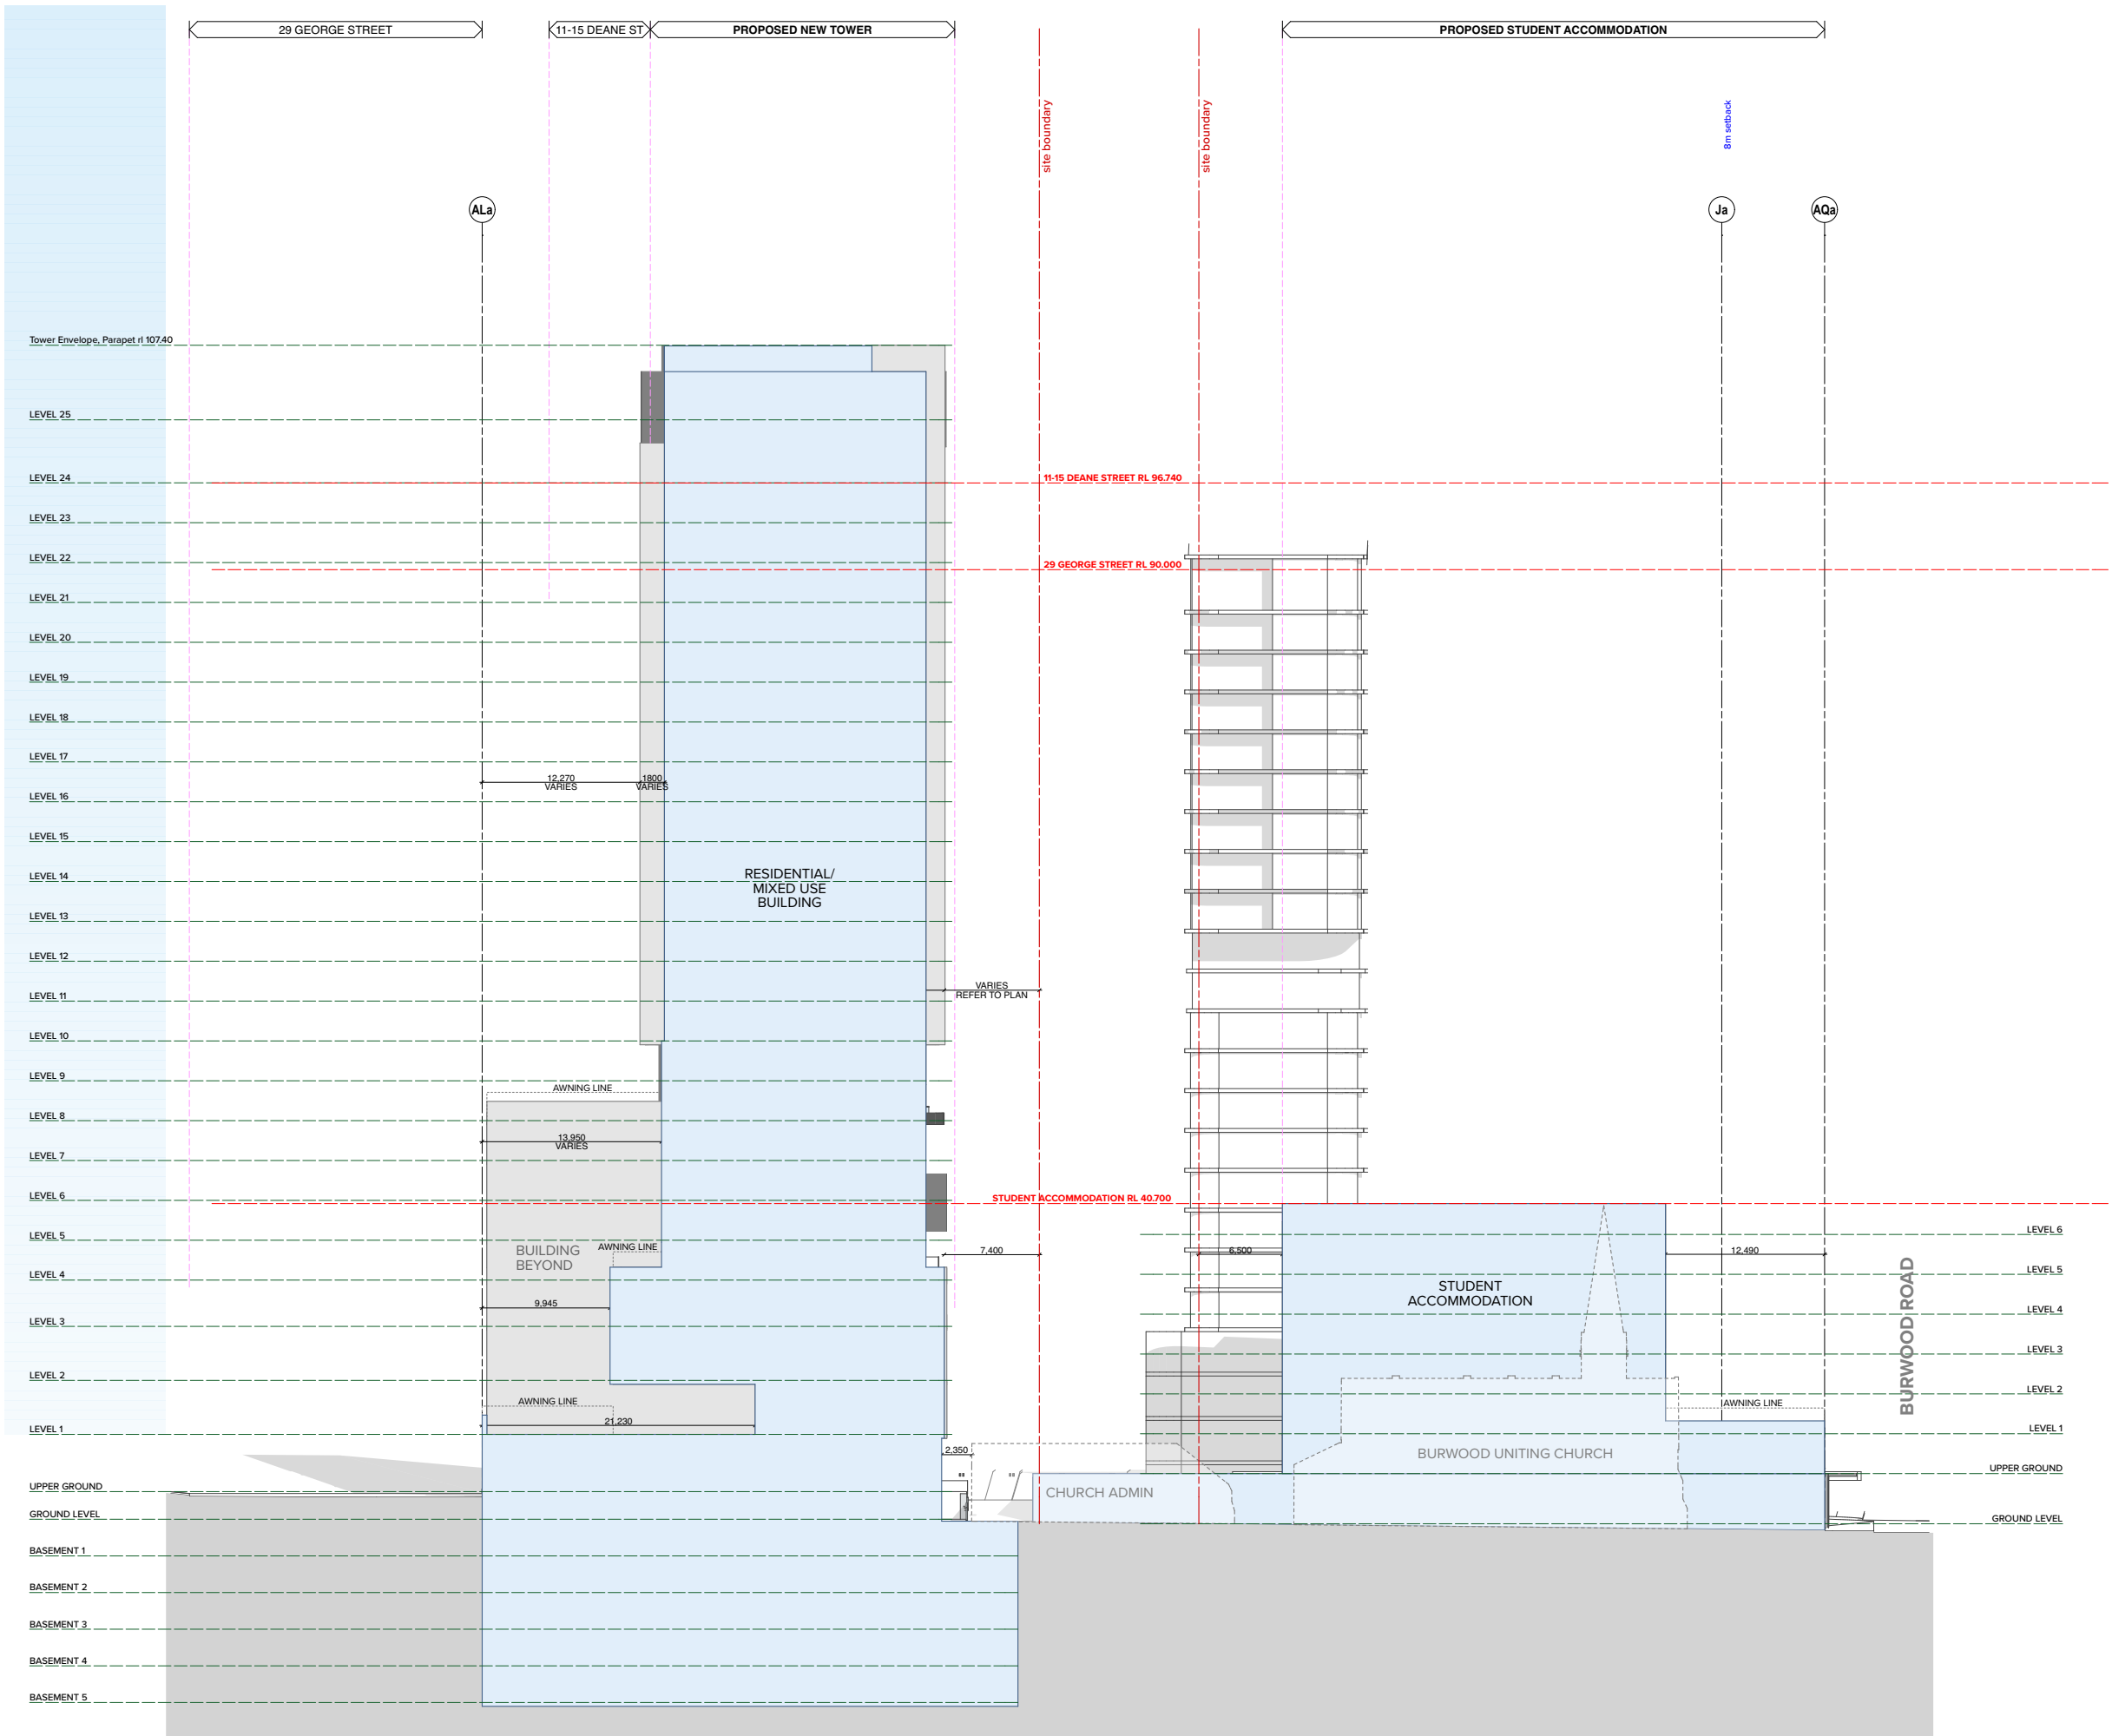 29 GEORGE STREET
11-15 DEANE ST
PROPOSED NEW TOWER
PROPOSED STUDENT ACCOMMODATION
site boundary
site boundary
8m setback
ALa
Ja
AQa
Tower Envelope, Parapet rl 107.40
LEVEL 25
LEVEL 24
11-15 DEANE STREET RL 96.740
LEVEL 23
LEVEL 22
29 GEORGE STREET RL 90.000
LEVEL 21
LEVEL 20
LEVEL 19
LEVEL 18
LEVEL 17
12,270
VARIES
1800
VARIES
LEVEL 16
LEVEL 15
LEVEL 14
RESIDENTIAL/
MIXED USE
BUILDING
LEVEL 13
LEVEL 12
LEVEL 11
VARIES
REFER TO PLAN
LEVEL 10
LEVEL 9
AWNING LINE
LEVEL 8
13,950
VARIES
LEVEL 7
LEVEL 6
STUDENT ACCOMMODATION RL 40.700
LEVEL 5
LEVEL 6
BUILDING
BEYOND
AWNING LINE
7,400
6,500
12,490
LEVEL 4
LEVEL 5
STUDENT
ACCOMMODATION
9,945
LEVEL 3
LEVEL 4
BURWOOD ROAD
LEVEL 3
LEVEL 2
LEVEL 2
AWNING LINE
AWNING LINE
21,230
LEVEL 1
LEVEL 1
2,350
BURWOOD UNITING CHURCH
UPPER GROUND
UPPER GROUND
CHURCH ADMIN
GROUND LEVEL
GROUND LEVEL
BASEMENT 1
BASEMENT 2
BASEMENT 3
BASEMENT 4
BASEMENT 5